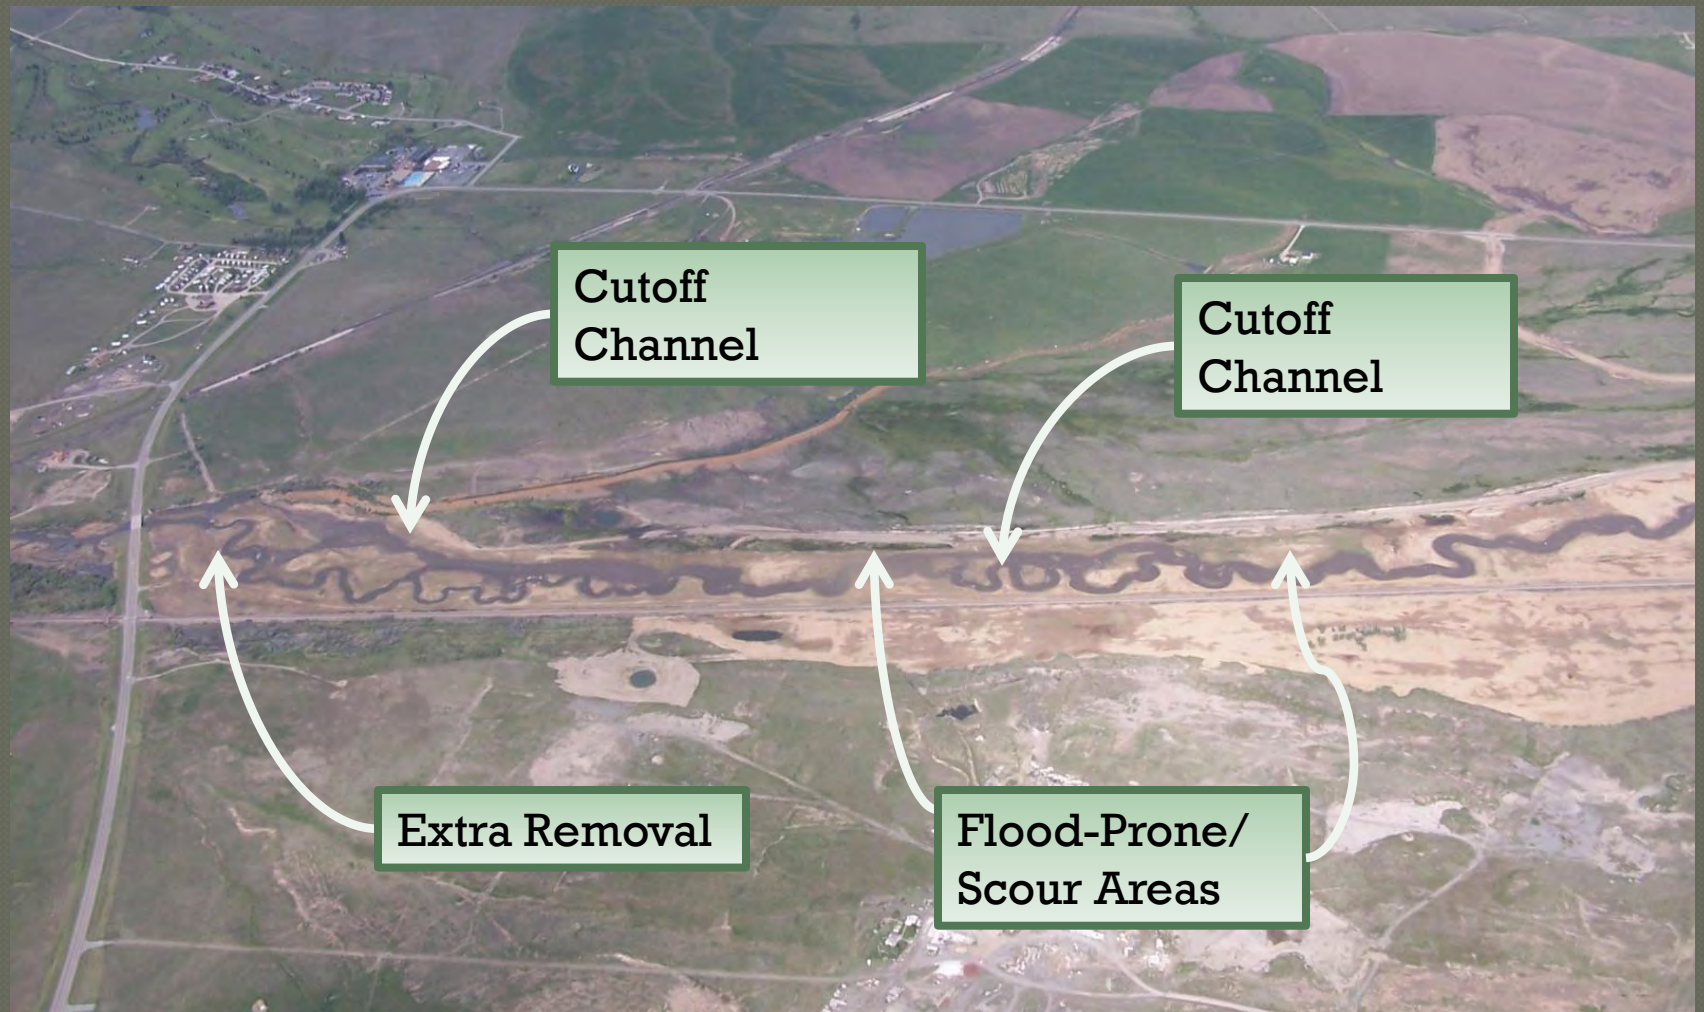 Cutoff
Channel
Cutoff
Channel
Extra Removal
Flood-Prone/
Scour Areas